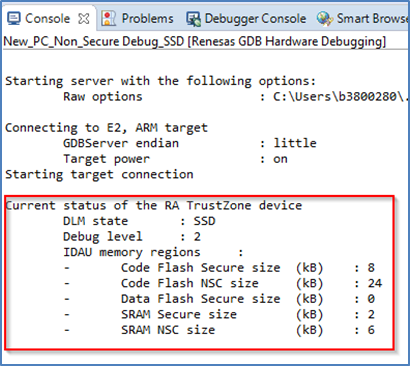 Console Problems Debugger Console Smart Browse
New_PC_Non_Secure Debug_SSD [Renesas GDB Hardware Debugging]
Starting server with the following options:
Raw options : C:\Users\b3800280\.
Connecting to E2, ARM target
GDBServer endian : little
Target power : on
Starting target connection
Current status of the RA TrustZone device
DLM state : SSD
Debug level : 2
IDAU memory regions :
- Code Flash Secure size (kB) : 8
- Code Flash NSC size (kB) : 24
- Data Flash Secure size (kB) : 0
- SRAM Secure size (kB) : 2
- SRAM NSC size (kB) : 6